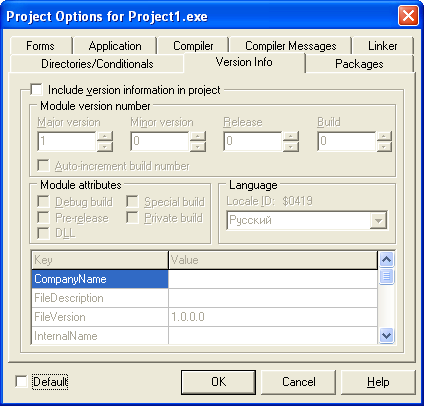 Project Options for Project1.exe
Forms Application Compiler Compiler Messages Linker
Directories/Conditionals Version Info Packages
Include version information in project
Module version number
Major version Minor version Release Build
1 0 0 0
Auto-increment build number
Module attributes Language
Debug build Special build Locale ID: $0419
Pre-release Private build Русский
DLL
Key Value
CompanyName
FileDescription
FileVersion 1.0.0.0
InternalName
Default OK Cancel Help